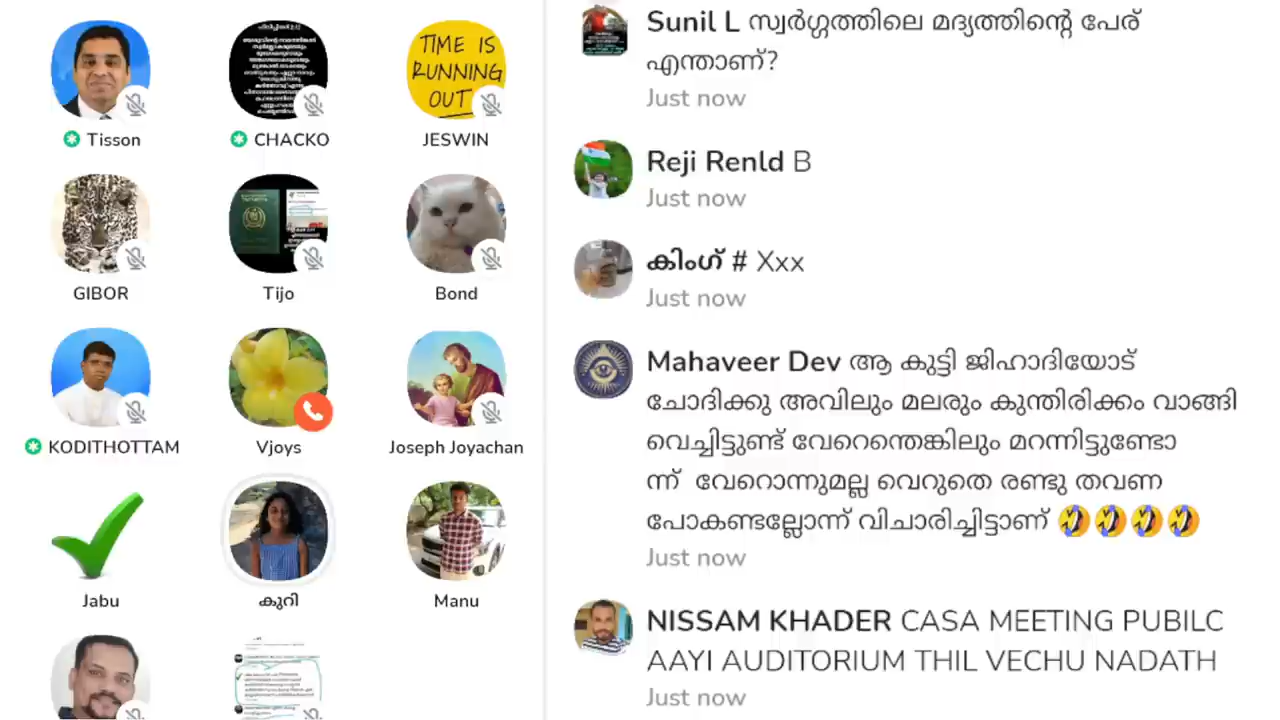 TIME IS
RUNNING
OUT
Tisson
CHACKO
JESWIN
GIBOR
Tijo
Bond
KODITHOTTAM
Vjoys
Joseph Joyachan
Jabu
കുറി
Manu
Sunil L സ്വർഗ്ഗത്തിലെ മദ്യത്തിന്റെ പേര്
എന്താണ്?
Just now
Reji Renld B
Just now
കിംഗ് # Xxx
Just now
Mahaveer Dev ആ കുട്ടി ജിഹാദിയോട്
ചോദിക്കു അവിലും മലരും കുന്തിരിക്കം വാങ്ങി
വെച്ചിട്ടുണ്ട് വേറെന്തെങ്കിലും മറന്നിട്ടുണ്ടോ
ന്ന് വേറൊന്നുമല്ല വെറുതെ രണ്ടു തവണ
പോകണ്ടല്ലോന്ന് വിചാരിച്ചിട്ടാണ് 🤣🤣🤣🤣
Just now
NISSAM KHADER CASA MEETING PUBILC
AAYI AUDITORIUM THIL VECHU NADATH
Just now